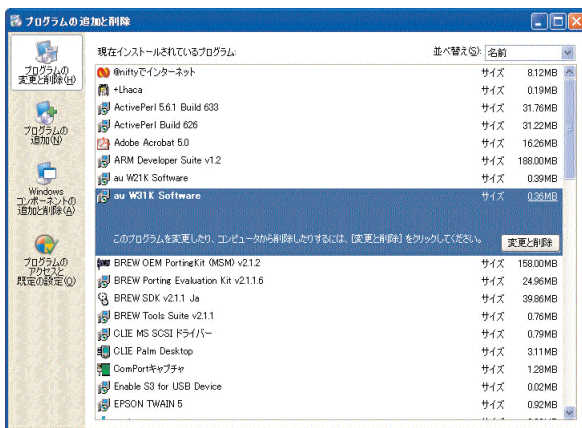 プログラムの追加と削除
プログラムの
変更と削除(H)
プログラムの
追加(N)
Windows
コンポーネントの
追加と削除(A)
プログラムの
アクセスと
既定の設定(O)
現在インストールされているプログラム:
並べ替え(S): 名前
@niftyでインターネット サイズ 8.12MB
+Lhaca サイズ 0.19MB
ActivePerl 5.6.1 Build 633 サイズ 31.76MB
ActivePerl Build 626 サイズ 31.22MB
Adobe Acrobat 5.0 サイズ 16.26MB
ARM Developer Suite v1.2 サイズ 188.00MB
au W21K Software サイズ 0.39MB
au W31K Software サイズ 0.36MB
このプログラムを変更したり、コンピュータから削除したりするには、[変更と削除] をクリックしてください。 変更と削除
BREW OEM PortingKit (MSM) v2.1.2 サイズ 158.00MB
BREW Porting Evaluation Kit v2.1.1.6 サイズ 24.96MB
BREW SDK v2.1.1 Ja サイズ 39.86MB
BREW Tools Suite v2.1.1 サイズ 0.76MB
CLIE MS SCSI ドライバー サイズ 0.79MB
CLIE Palm Desktop サイズ 3.11MB
ComPortキャプチャ サイズ 1.28MB
Enable S3 for USB Device サイズ 0.02MB
EPSON TWAIN 5 サイズ 0.92MB